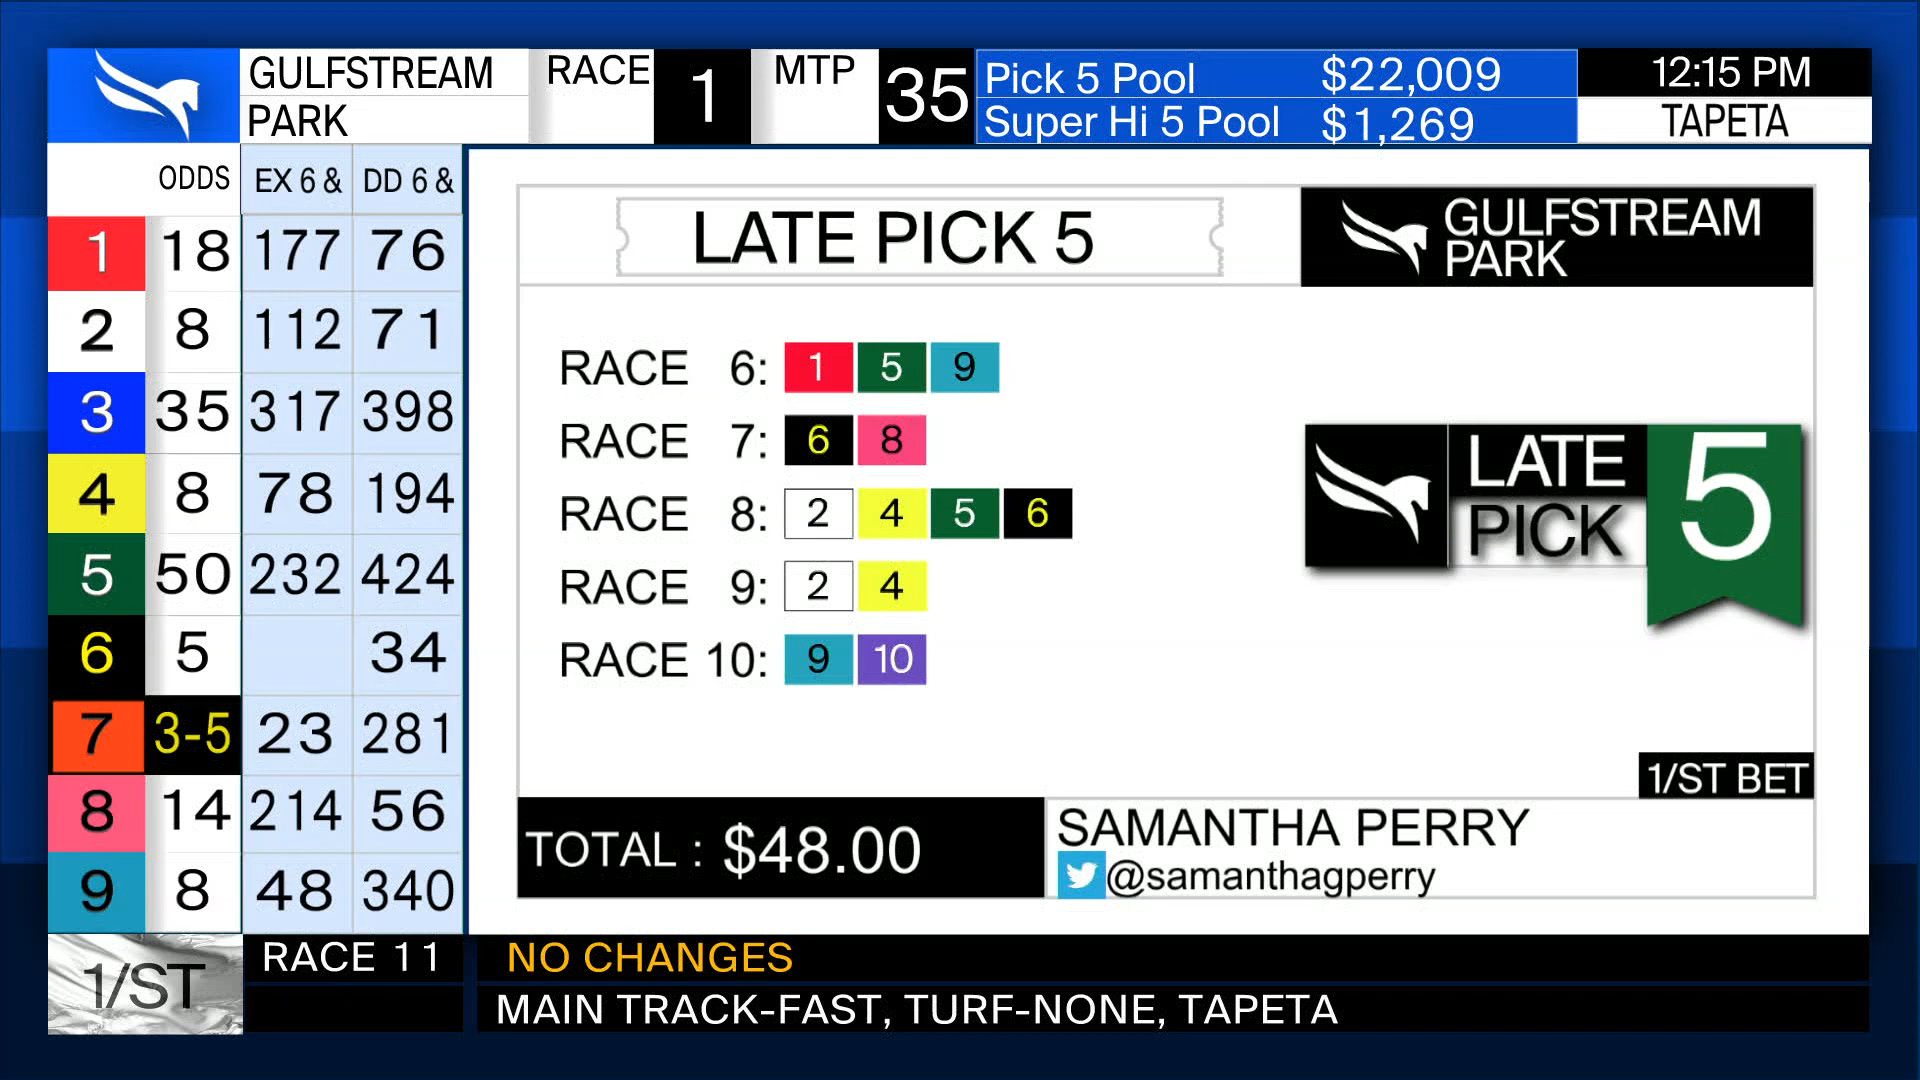 GULFSTREAM PARK RACE 1 MTP 35
Pick 5 Pool $22,009
Super Hi 5 Pool $1,269
12:15 PM
TAPETA
ODDS EX 6 & DD 6 &
1 18 177 76
2 8 112 71
3 35 317 398
4 8 78 194
5 50 232 424
6 5 34
7 3-5 23 281
8 14 214 56
9 8 48 340
LATE PICK 5
GULFSTREAM
PARK
RACE 6: 1 5 9
RACE 7: 6 8
RACE 8: 2 4 5 6
RACE 9: 2 4
RACE 10: 9 10
LATE
PICK
5
1/ST BET
TOTAL : $48.00
SAMANTHA PERRY
@samanthagperry
1/ST
RACE 11 NO CHANGES
MAIN TRACK-FAST, TURF-NONE, TAPETA